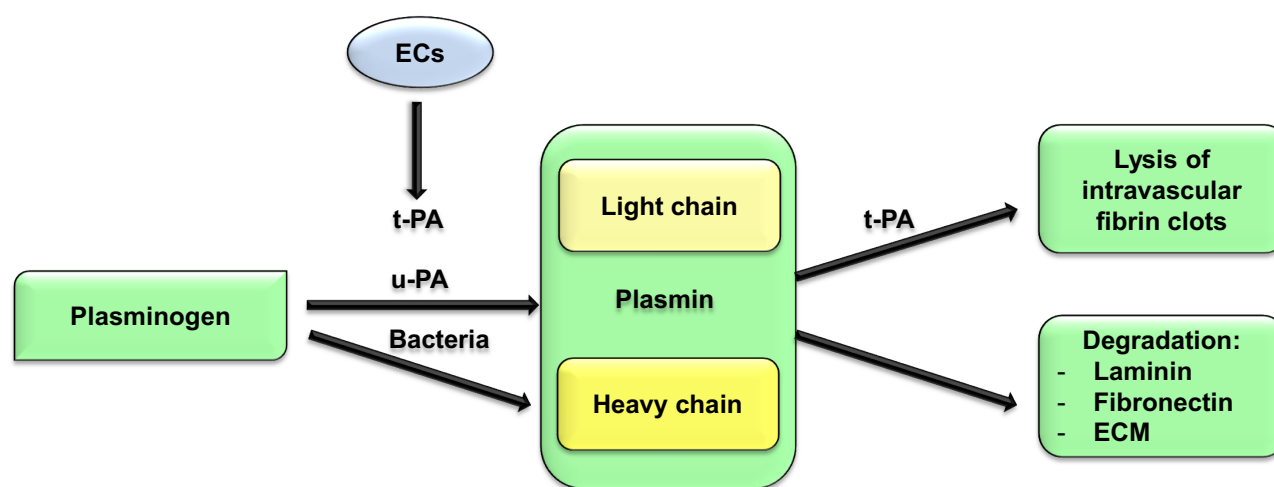 ECs
t-PA
u-PA
Plasminogen
Bacteria
Light chain
Plasmin
Heavy chain
t-PA
Lysis of
intravascular
fibrin clots
Degradation:
- Laminin
- Fibronectin
- ECM